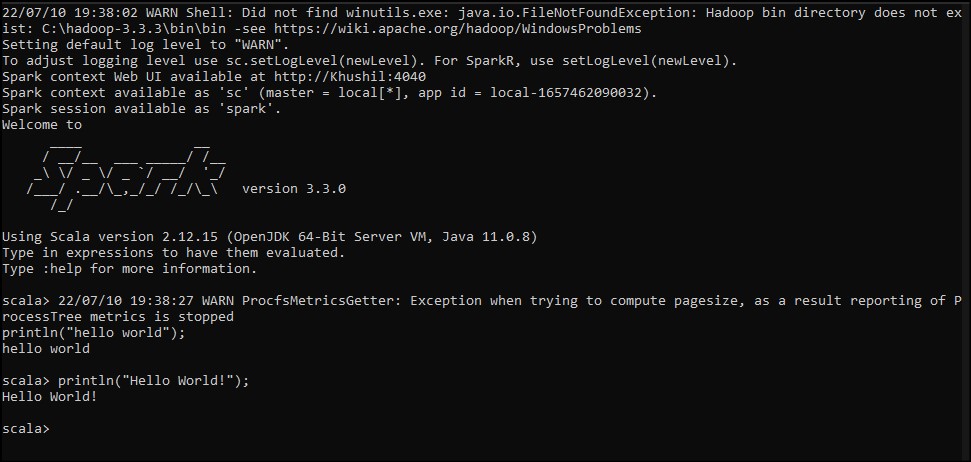 22/07/10 19:38:02 WARN Shell: Did not find winutils.exe: java.io.FileNotFoundException: Hadoop bin directory does not ex
ist: C:\hadoop-3.3.3\bin\bin -see https://wiki.apache.org/hadoop/WindowsProblems
Setting default log level to "WARN".
To adjust logging level use sc.setLogLevel(newLevel). For SparkR, use setLogLevel(newLevel).
Spark context Web UI available at http://Khushil:4040
Spark context available as 'sc' (master = local[*], app id = local-1657462090032).
Spark session available as 'spark'.
Welcome to
      ____              __
     / __/__  ___ _____/ /__
    _\ \/ _ \/ _ `/ __/  '_/
   /___/ .__/\_,_/_/ /_/\_\   version 3.3.0
      /_/
Using Scala version 2.12.15 (OpenJDK 64-Bit Server VM, Java 11.0.8)
Type in expressions to have them evaluated.
Type :help for more information.
scala> 22/07/10 19:38:27 WARN ProcfsMetricsGetter: Exception when trying to compute pagesize, as a result reporting of P
rocessTree metrics is stopped
println("hello world");
hello world
scala> println("Hello World!");
Hello World!
scala>